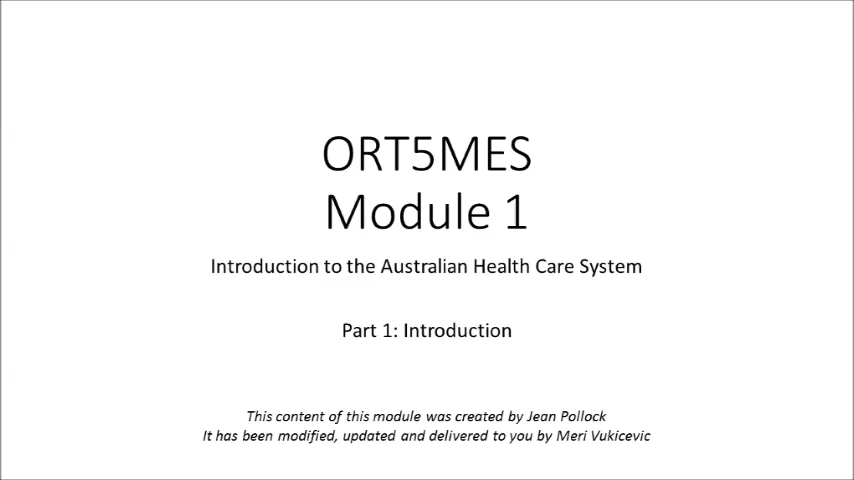 ORT5MES
Module 1
Introduction to the Australian Health Care System
Part 1: Introduction
This content of this module was created by Jean Pollock
It has been modified, updated and delivered to you by Meri Vukicevic